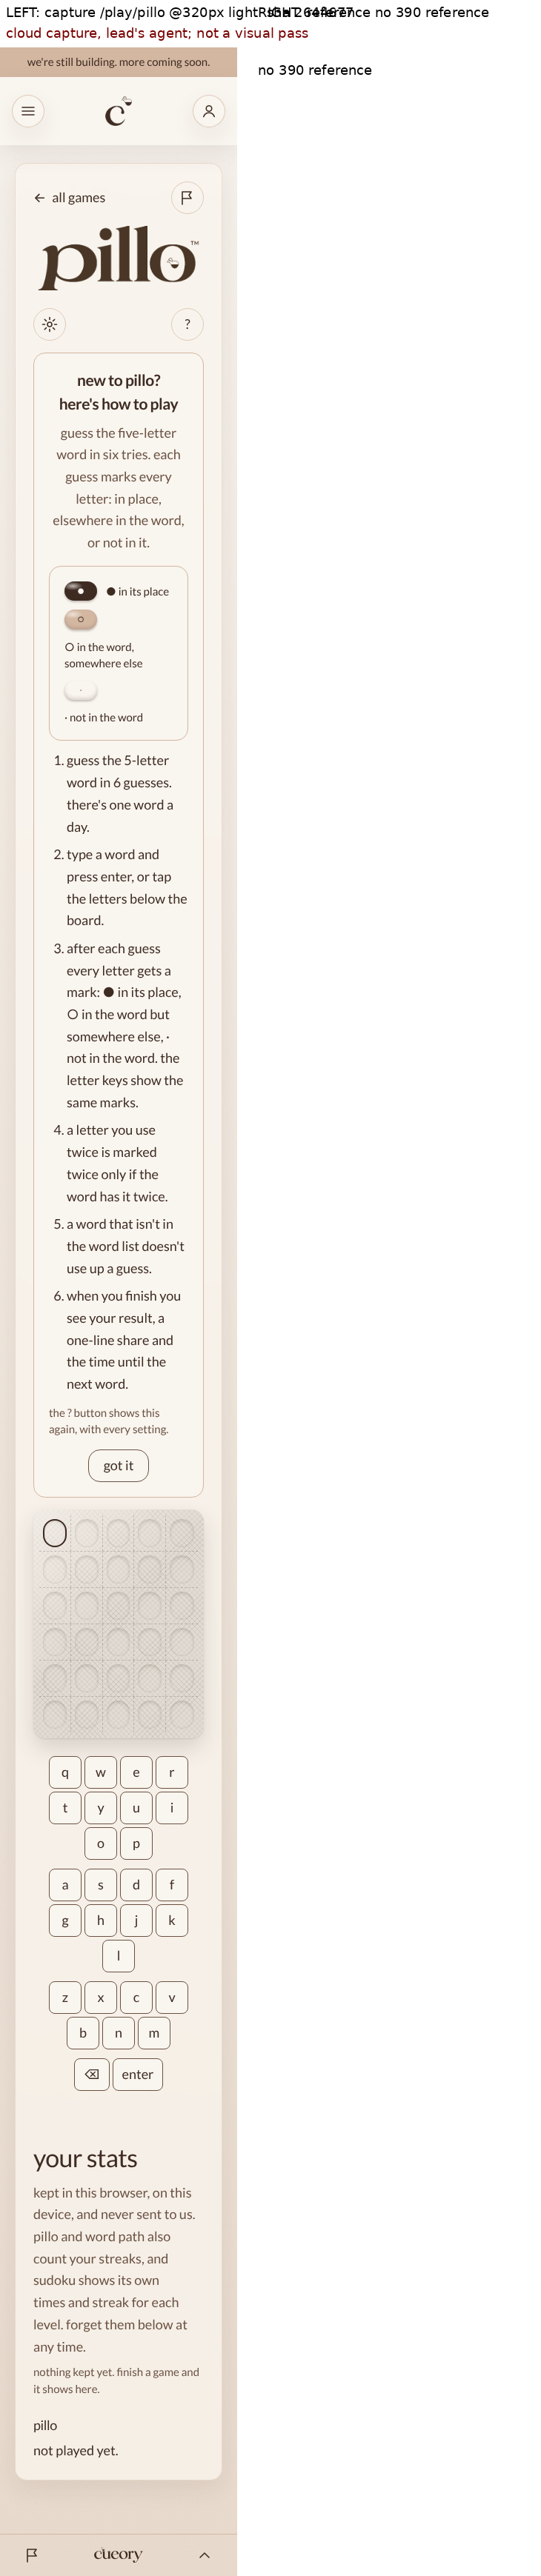 LEFT: capture /play/pillo @320px light
RIGHT: reference no 390 reference
cloud capture, lead's agent; not a visual pass
no 390 reference
we're still building. more coming soon.
c
← all games
pillo™
?
new to pillo?
here's how to play
guess the five-letter
word in six tries. each
guess marks every
letter: in place,
elsewhere in the word,
or not in it.
● in its place
○ in the word,
somewhere else
· not in the word
1. guess the 5-letter
word in 6 guesses.
there's one word a
day.
2. type a word and
press enter, or tap
the letters below the
board.
3. after each guess
every letter gets a
mark: ● in its place,
○ in the word but
somewhere else, ·
not in the word. the
letter keys show the
same marks.
4. a letter you use
twice is marked
twice only if the
word has it twice.
5. a word that isn't in
the word list doesn't
use up a guess.
6. when you finish you
see your result, a
one-line share and
the time until the
next word.
the ? button shows this
again, with every setting.
got it
q w e r
t y u i
o p
a s d f
g h j k
l
z x c v
b n m
⌫ enter
your stats
kept in this browser, on this
device, and never sent to us.
pillo and word path also
count your streaks, and
sudoku shows its own
times and streak for each
level. forget them below at
any time.
nothing kept yet. finish a game and
it shows here.
pillo
not played yet.
cueory